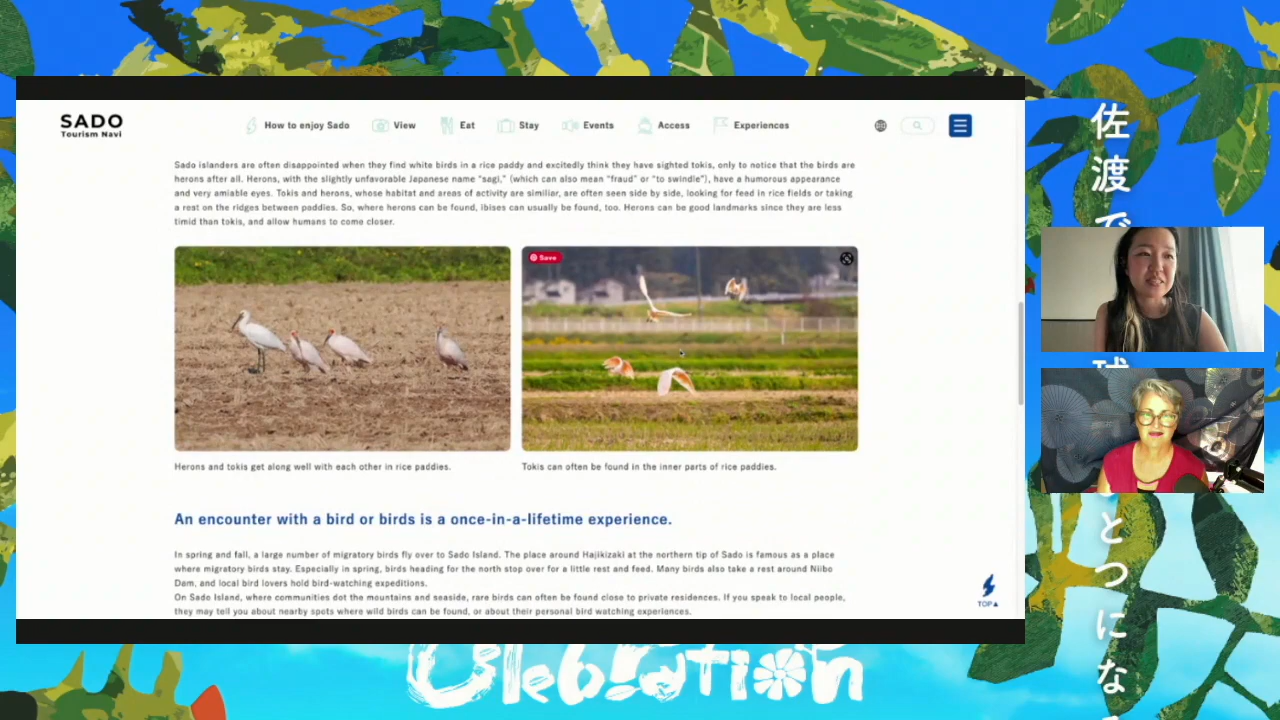 SADO
Tourism Navi
How to enjoy Sado
View
Eat
Stay
Events
Access
Experiences
Sado islanders are often disappointed when they find white birds in a rice paddy and excitedly think they have sighted tokis, only to notice that the birds are
herons after all. Herons, with the slightly unfavorable Japanese name "sagi," (which can also mean "fraud" or "to swindle"), have a humorous appearance
and very amiable eyes. Tokis and herons, whose habitat and areas of activity are similiar, are often seen side by side, looking for feed in rice fields or taking
a rest on the ridges between paddies. So, where herons can be found, ibises can usually be found, too. Herons can be good landmarks since they are less
timid than tokis, and allow humans to come closer.
Save
Herons and tokis get along well with each other in rice paddies.
Tokis can often be found in the inner parts of rice paddies.
An encounter with a bird or birds is a once-in-a-lifetime experience.
In spring and fall, a large number of migratory birds fly over to Sado Island. The place around Hajikizaki at the northern tip of Sado is famous as a place
where migratory birds stay. Especially in spring, birds heading for the north stop over for a little rest and feed. Many birds also take a rest around Niibo
Dam, and local bird lovers hold bird-watching expeditions.
On Sado Island, where communities dot the mountains and seaside, rare birds can often be found close to private residences. If you speak to local people,
they may tell you about nearby spots where wild birds can be found, or about their personal bird watching experiences.
TOP▲
佐渡で
球
とつにな
Celebration